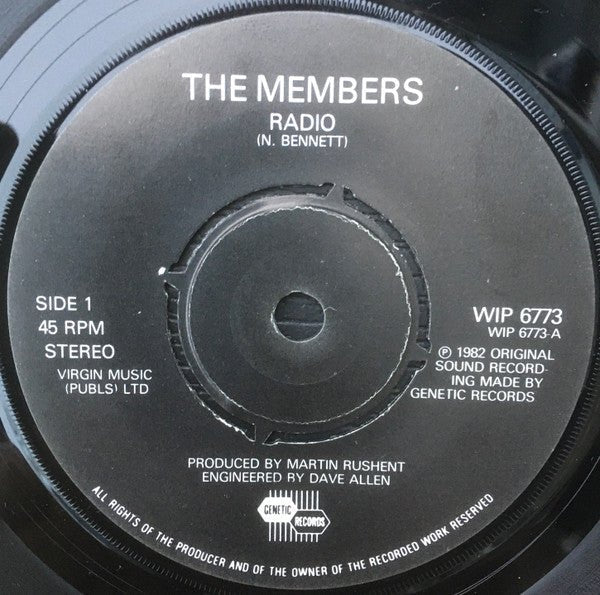 THE MEMBERS
RADIO
(N. BENNETT)
SIDE 1
45 RPM
STEREO
VIRGIN MUSIC
(PUBLS) LTD
WIP 6773
WIP 6773-A
℗ 1982 ORIGINAL
SOUND RECORD-
ING MADE BY
GENETIC RECORDS
PRODUCED BY MARTIN RUSHENT
ENGINEERED BY DAVE ALLEN
GENETIC
RECORDS
ALL RIGHTS OF THE PRODUCER AND OF THE OWNER OF THE RECORDED WORK RESERVED